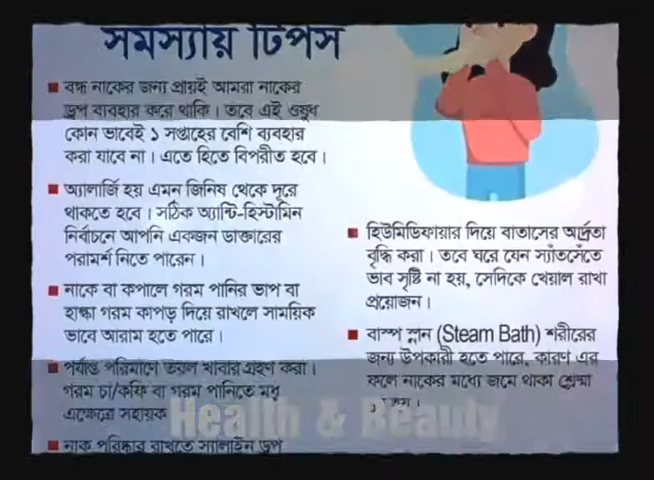 সমস্যায় টিপস
■ বন্ধ নাকের জন্য প্রায়ই আমরা নাকের
ড্রপ ব্যবহার করে থাকি। তবে এই ওষুধ
কোন ভাবেই ১ সপ্তাহের বেশি ব্যবহার
করা যাবে না। এতে হিতে বিপরীত হবে।
■ অ্যালার্জি হয় এমন জিনিষ থেকে দূরে
থাকতে হবে। সঠিক অ্যান্টি-হিস্টামিন
নির্বাচনে আপনি একজন ডাক্তারের
পরামর্শ নিতে পারেন।
■ নাকে বা কপালে গরম পানির ভাপ বা
হাল্কা গরম কাপড় দিয়ে রাখলে সাময়িক
ভাবে আরাম হতে পারে।
■ পর্যাপ্ত পরিমাণে তরল খাবার গ্রহণ করা।
গরম চা/কফি বা গরম পানিতে মধু
এক্ষেত্রে সহায়ক
■ নাক পরিষ্কার রাখতে স্যালাইন ড্রপ
■ হিউমিডিফায়ার দিয়ে বাতাসের আর্দ্রতা
বৃদ্ধি করা। তবে ঘরে যেন স্যাঁতসেঁতে
ভাব সৃষ্টি না হয়, সেদিকে খেয়াল রাখা
প্রয়োজন।
■ বাস্প স্নান (Steam Bath) শরীরের
জন্য উপকারী হতে পারে, কারণ এর
ফলে নাকের মধ্যে জমে থাকা শ্লেষ্মা
Health & Beauty